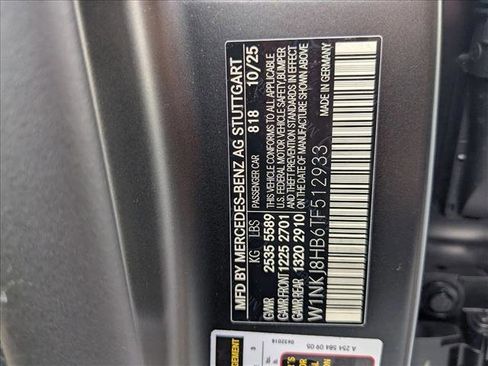 MFD BY MERCEDES-BENZ AG STUTTGART
PASSENGER CAR 818 10/25
KG LBS
GVWR 2535 5589
GAWR FRONT 1225 2701
GAWR REAR 1320 2910
THIS VEHICLE CONFORMS TO ALL APPLICABLE
U.S. FEDERAL MOTOR VEHICLE SAFETY, BUMPER
AND THEFT PREVENTION STANDARDS IN EFFECT
ON THE DATE OF MANUFACTURE SHOWN ABOVE
W1NKJ8HB6TF512933
MADE IN GERMANY
A 254 584 09 05